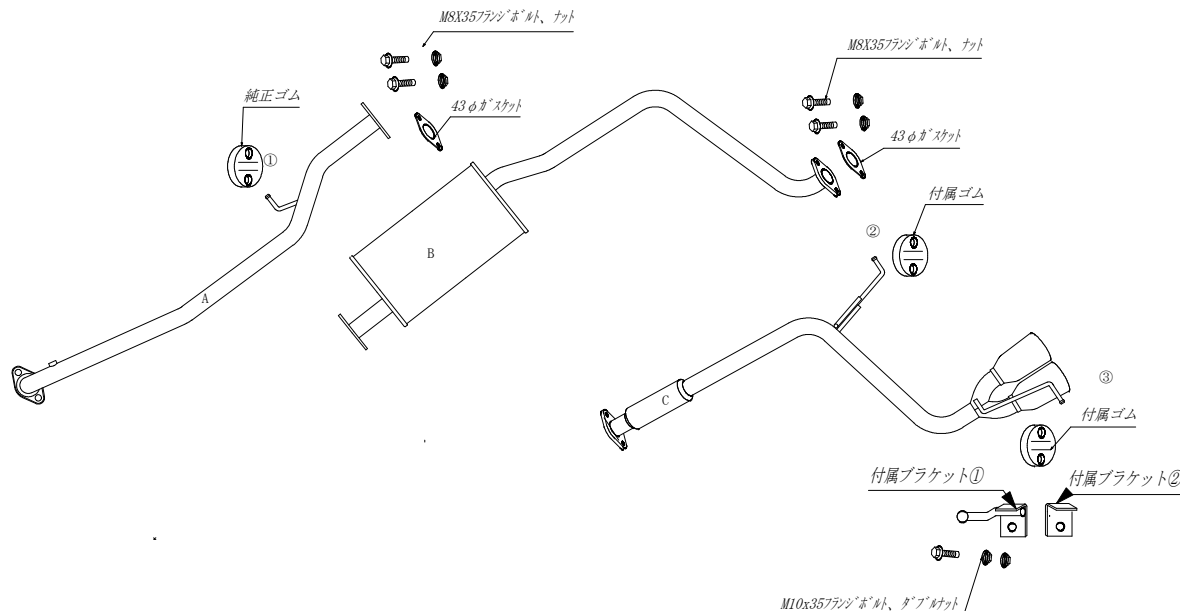 M8X35フランジボルト、ナット
M8X35フランジボルト、ナット
純正ゴム
43φガスケット
①
43φガスケット
付属ゴム
②
B
A
③
C
付属ゴム
付属ブラケット①
付属ブラケット②
M10x35フランジボルト、ダブルナット